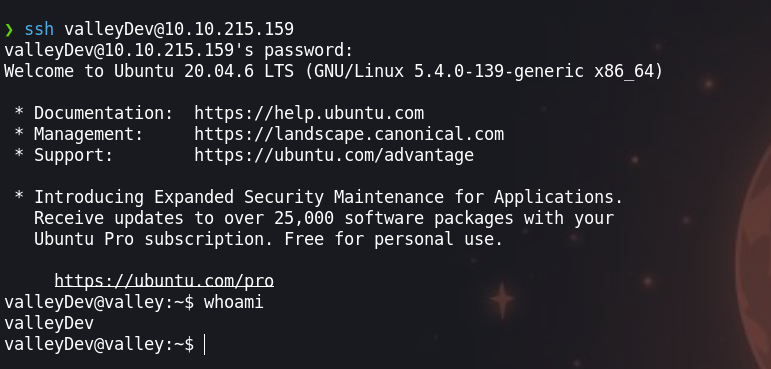 ❯ ssh valleyDev@10.10.215.159
valleyDev@10.10.215.159's password:
Welcome to Ubuntu 20.04.6 LTS (GNU/Linux 5.4.0-139-generic x86_64)

 * Documentation:  https://help.ubuntu.com
 * Management:     https://landscape.canonical.com
 * Support:        https://ubuntu.com/advantage

 * Introducing Expanded Security Maintenance for Applications.
   Receive updates to over 25,000 software packages with your
   Ubuntu Pro subscription. Free for personal use.

     https://ubuntu.com/pro
valleyDev@valley:~$ whoami
valleyDev
valleyDev@valley:~$